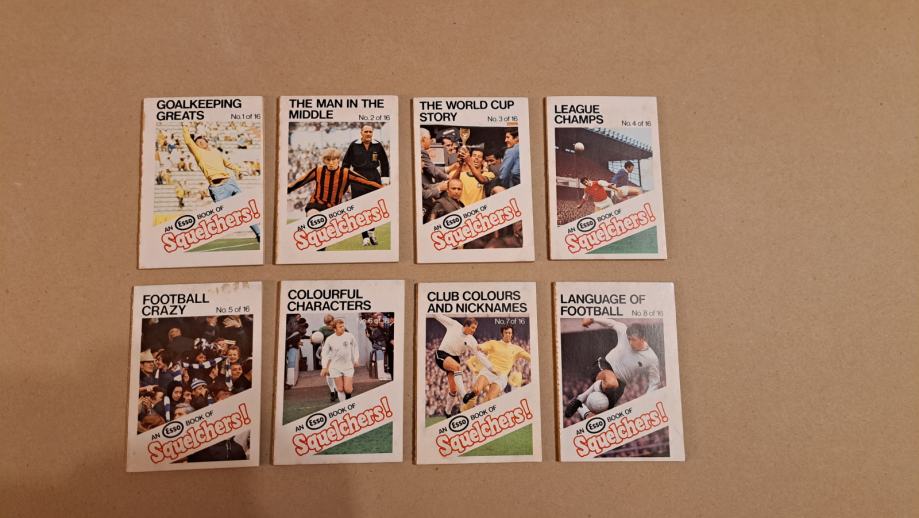 GOALKEEPING
GREATS No.1 of 16
AN Esso BOOK OF
Squelchers!
THE MAN IN THE
MIDDLE No.2 of 16
AN Esso BOOK OF
Squelchers!
THE WORLD CUP
STORY No.3 of 16
AN Esso BOOK OF
Squelchers!
LEAGUE
CHAMPS No.4 of 16
AN Esso BOOK OF
Squelchers!
FOOTBALL
CRAZY No.5 of 16
AN Esso BOOK OF
Squelchers!
COLOURFUL
CHARACTERS
No.6 of 16
AN Esso BOOK OF
Squelchers!
CLUB COLOURS
AND NICKNAMES
No.7 of 16
AN Esso BOOK OF
Squelchers!
LANGUAGE OF
FOOTBALL No.8 of 16
AN Esso BOOK OF
Squelchers!